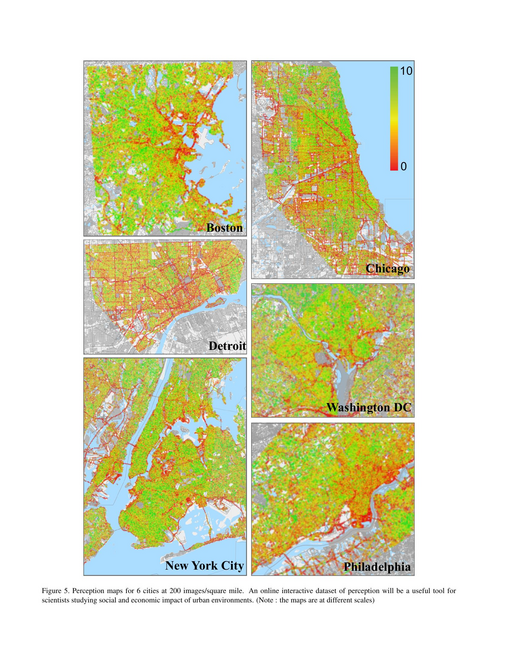 10
0
Boston
Chicago
Detroit
Washington DC
New York City
Philadelphia
Figure 5. Perception maps for 6 cities at 200 images/square mile. An online interactive dataset of perception will be a useful tool for
scientists studying social and economic impact of urban environments. (Note : the maps are at different scales)